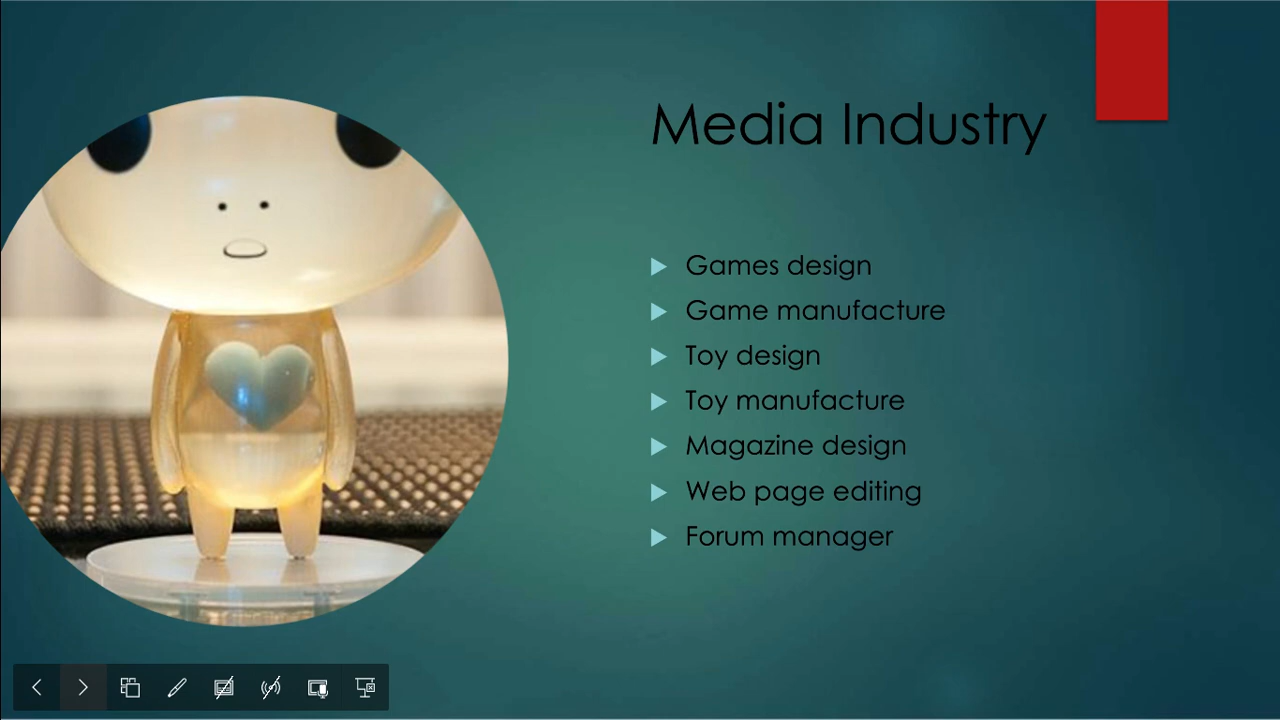 Media Industry
Games design
Game manufacture
Toy design
Toy manufacture
Magazine design
Web page editing
Forum manager